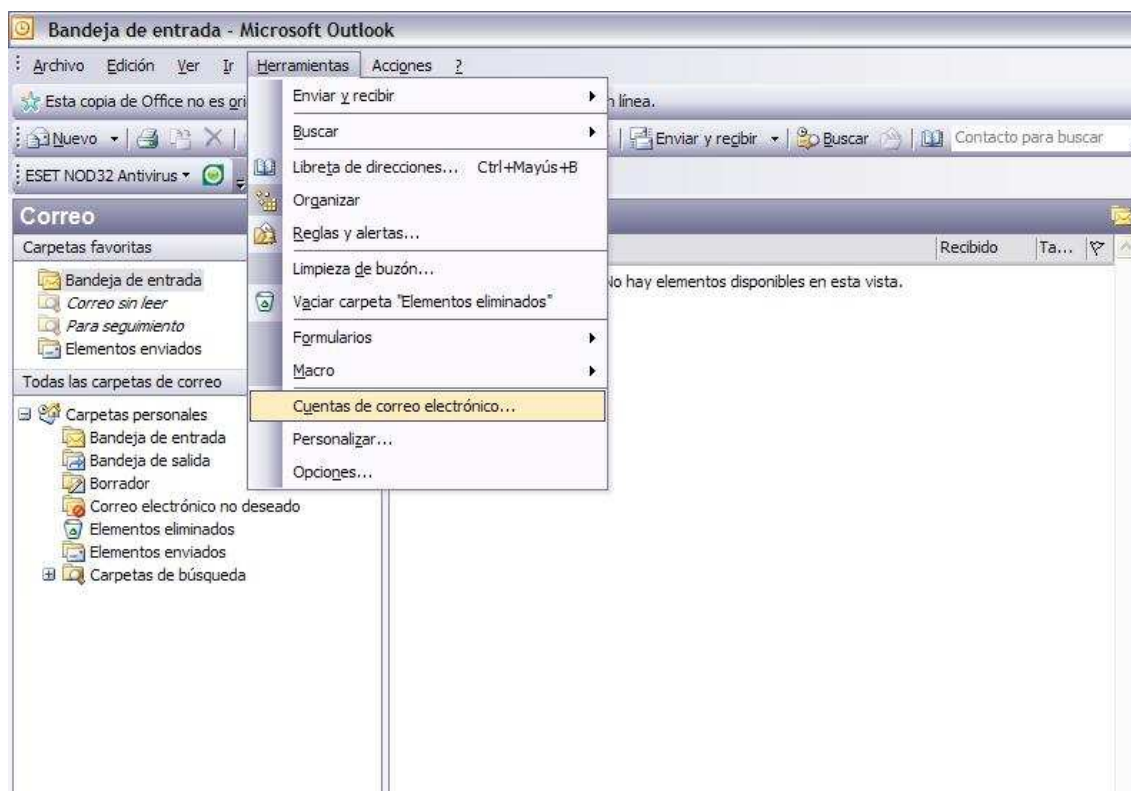 Bandeja de entrada - Microsoft Outlook
Archivo Edición Ver Ir Herramientas Acciones ?
Esta copia de Office no es ori
n línea.
Nuevo
Enviar y recibir
Buscar
Contacto para buscar
ESET NOD32 Antivirus
Enviar y recibir
Buscar
Libreta de direcciones... Ctrl+Mayús+B
Organizar
Reglas y alertas...
Limpieza de buzón...
Vaciar carpeta "Elementos eliminados"
Formularios
Macro
Cuentas de correo electrónico...
Personalizar...
Opciones...
Correo
Carpetas favoritas
Bandeja de entrada
Correo sin leer
Para seguimiento
Elementos enviados
Todas las carpetas de correo
Carpetas personales
Bandeja de entrada
Bandeja de salida
Borrador
Correo electrónico no deseado
Elementos eliminados
Elementos enviados
Carpetas de búsqueda
Recibido Ta...
No hay elementos disponibles en esta vista.